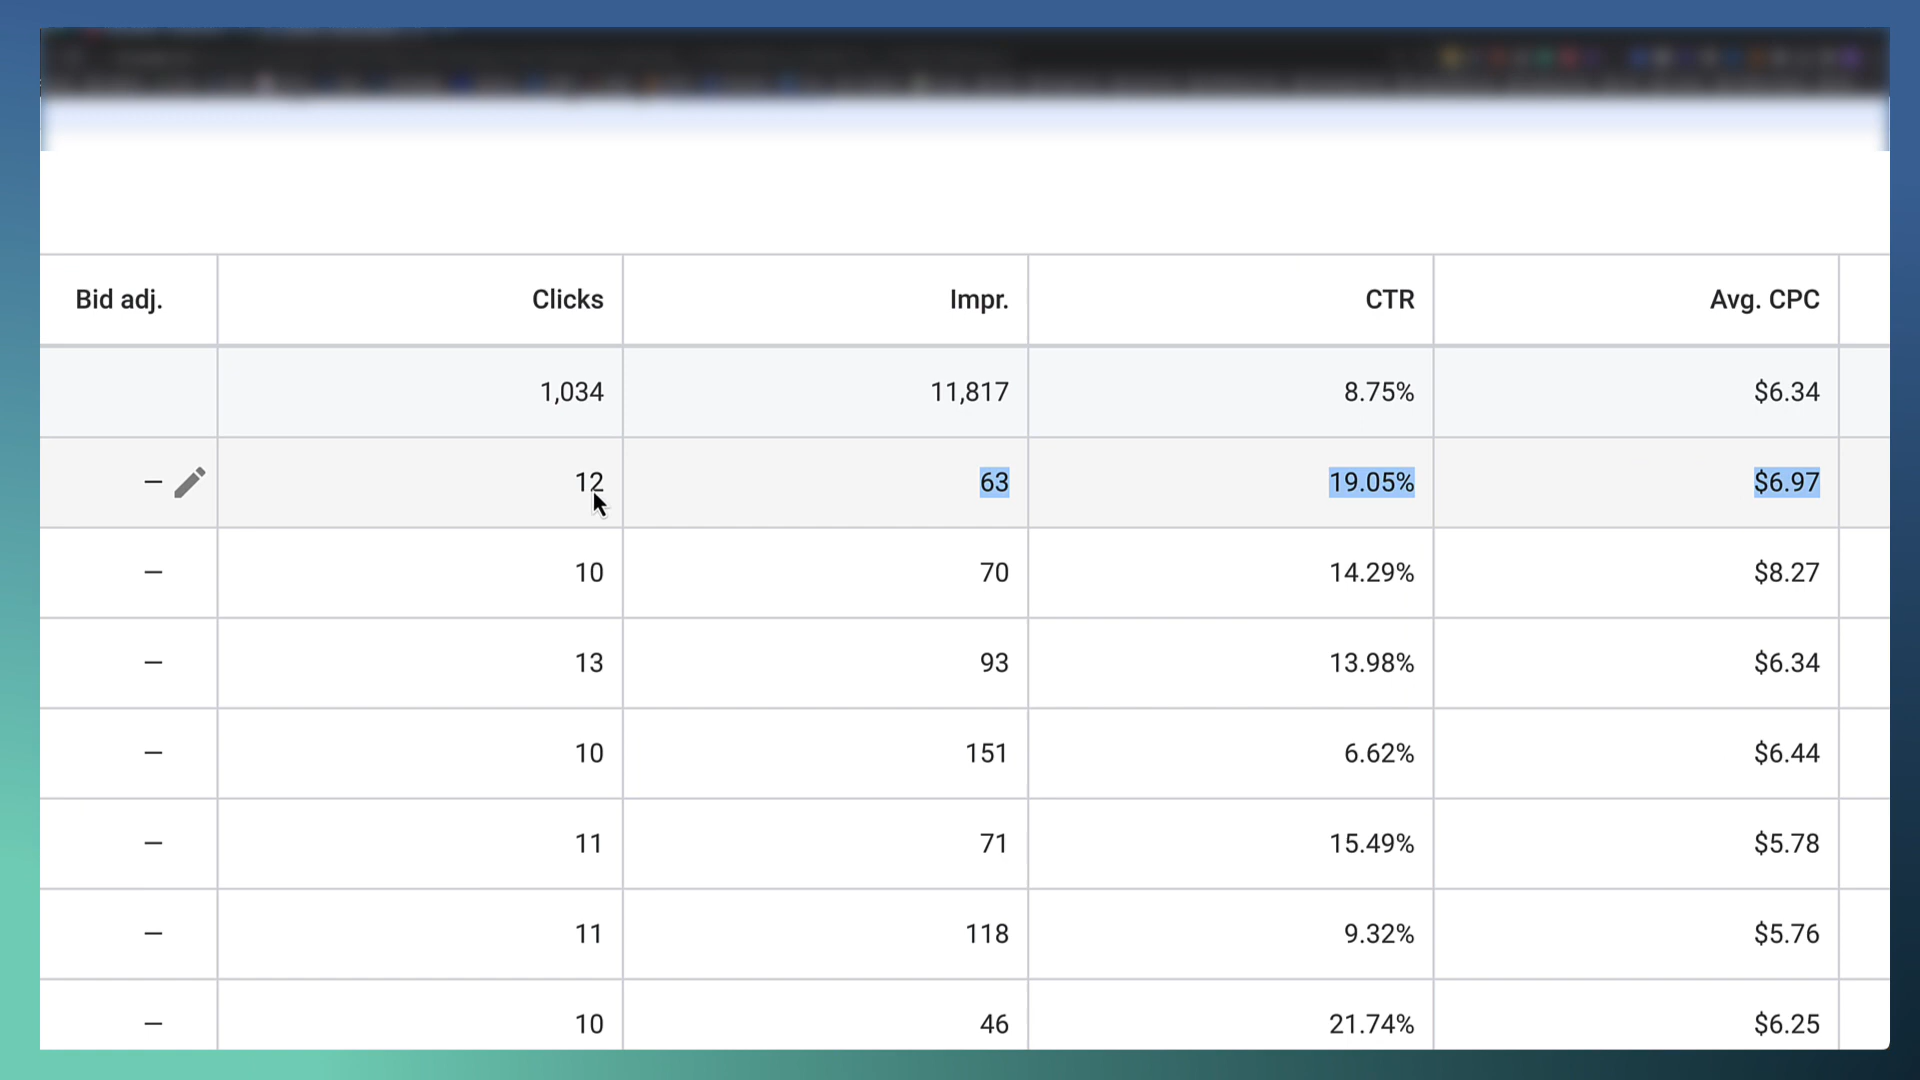 Bid adj. Clicks Impr. CTR Avg. CPC
1,034 11,817 8.75% $6.34
— 12 63 19.05% $6.97
— 10 70 14.29% $8.27
— 13 93 13.98% $6.34
— 10 151 6.62% $6.44
— 11 71 15.49% $5.78
— 11 118 9.32% $5.76
— 10 46 21.74% $6.25